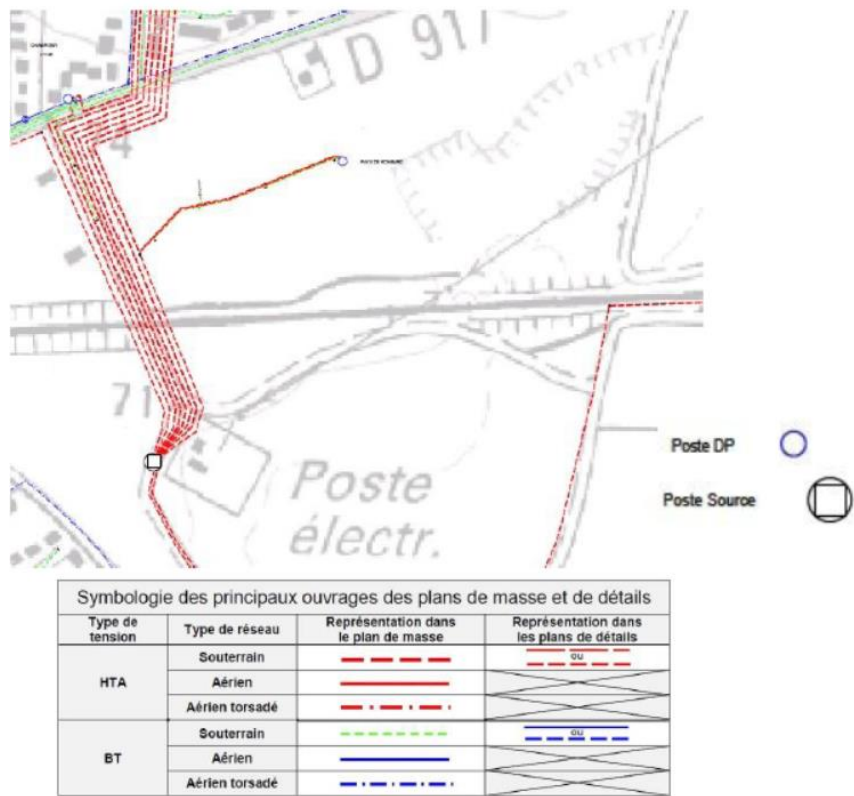 D 917
4
71
Poste
électr.
Poste DP
Poste Source
Symbologie des principaux ouvrages des plans de masse et de détails
Type de tension
Type de réseau
Représentation dans le plan de masse
Représentation dans les plans de détails
HTA
Souterrain
ou
Aérien
Aérien torsadé
BT
Souterrain
ou
Aérien
Aérien torsadé